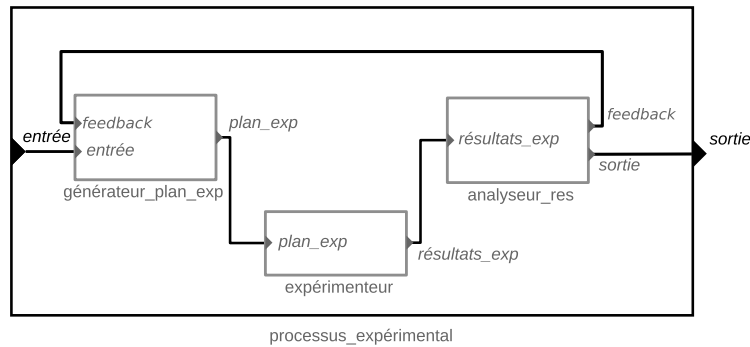 entrée
feedback
entrée
générateur_plan_exp
plan_exp
plan_exp
expérimenteur
résultats_exp
résultats_exp
analyseur_res
feedback
sortie
sortie
processus_expérimental